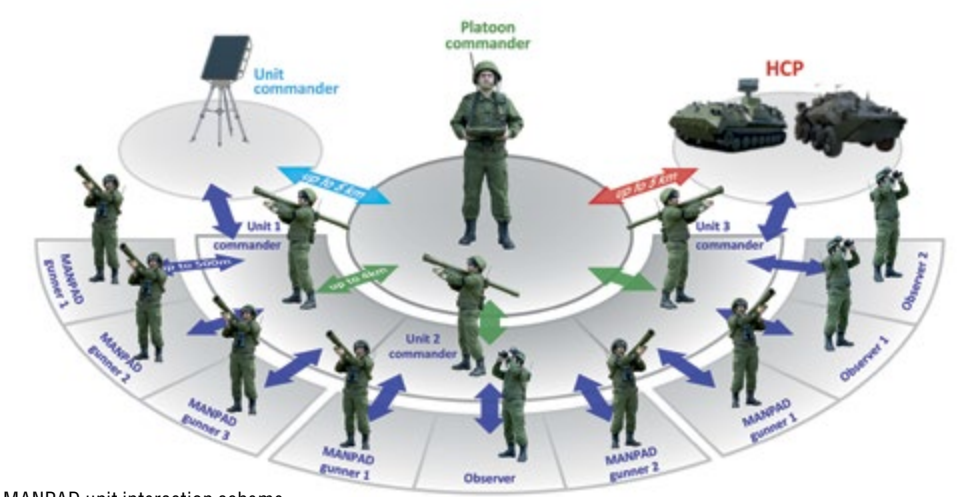 Platoon
commander
Unit
commander
HCP
up to 5 km
up to 5 km
Unit 1
commander
Unit 3
commander
up to 500m
up to 6km
Unit 2
commander
MANPAD
gunner 1
MANPAD
gunner 2
MANPAD
gunner 3
MANPAD
gunner 1
Observer
MANPAD
gunner 2
MANPAD
gunner 1
Observer 1
Observer 2
MANPAD unit interaction scheme